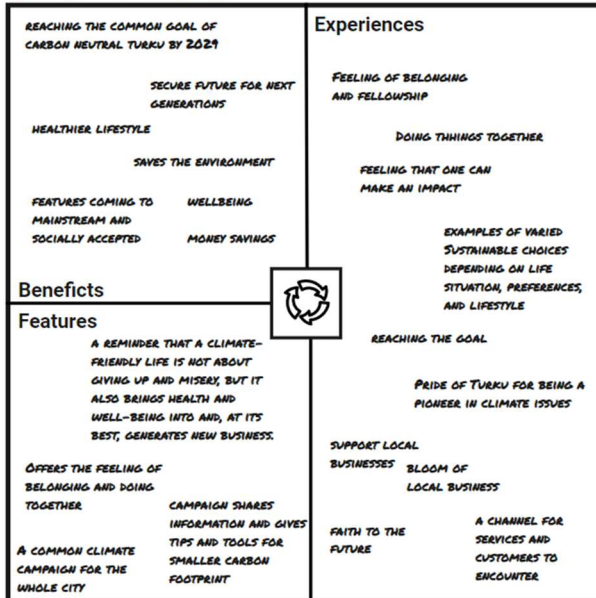 REACHING THE COMMON GOAL OF
CARBON NEUTRAL TURKU BY 2029
SECURE FUTURE FOR NEXT
GENERATIONS
HEALTHIER LIFESTYLE
SAVES THE ENVIRONMENT
FEATURES COMING TO
MAINSTREAM AND
SOCIALLY ACCEPTED
WELLBEING
MONEY SAVINGS
Beneficts
Features
A REMINDER THAT A CLIMATE-
FRIENDLY LIFE IS NOT ABOUT
GIVING UP AND MISERY, BUT IT
ALSO BRINGS HEALTH AND
WELL-BEING INTO AND, AT ITS
BEST, GENERATES NEW BUSINESS.
OFFERS THE FEELING OF
BELONGING AND DOING
TOGETHER
CAMPAIGN SHARES
INFORMATION AND GIVES
TIPS AND TOOLS FOR
SMALLER CARBON
FOOTPRINT
A COMMON CLIMATE
CAMPAIGN FOR THE
WHOLE CITY
Experiences
FEELING OF BELONGING
AND FELLOWSHIP
DOING THHINGS TOGETHER
FEELING THAT ONE CAN
MAKE AN IMPACT
EXAMPLES OF VARIED
SUSTAINABLE CHOICES
DEPENDING ON LIFE
SITUATION, PREFERENCES,
AND LIFESTYLE
REACHING THE GOAL
PRIDE OF TURKU FOR BEING A
PIONEER IN CLIMATE ISSUES
SUPPORT LOCAL
BUSINESSES
BLOOM OF
LOCAL BUSINESS
FAITH TO THE
FUTURE
A CHANNEL FOR
SERVICES AND
CUSTOMERS TO
ENCOUNTER